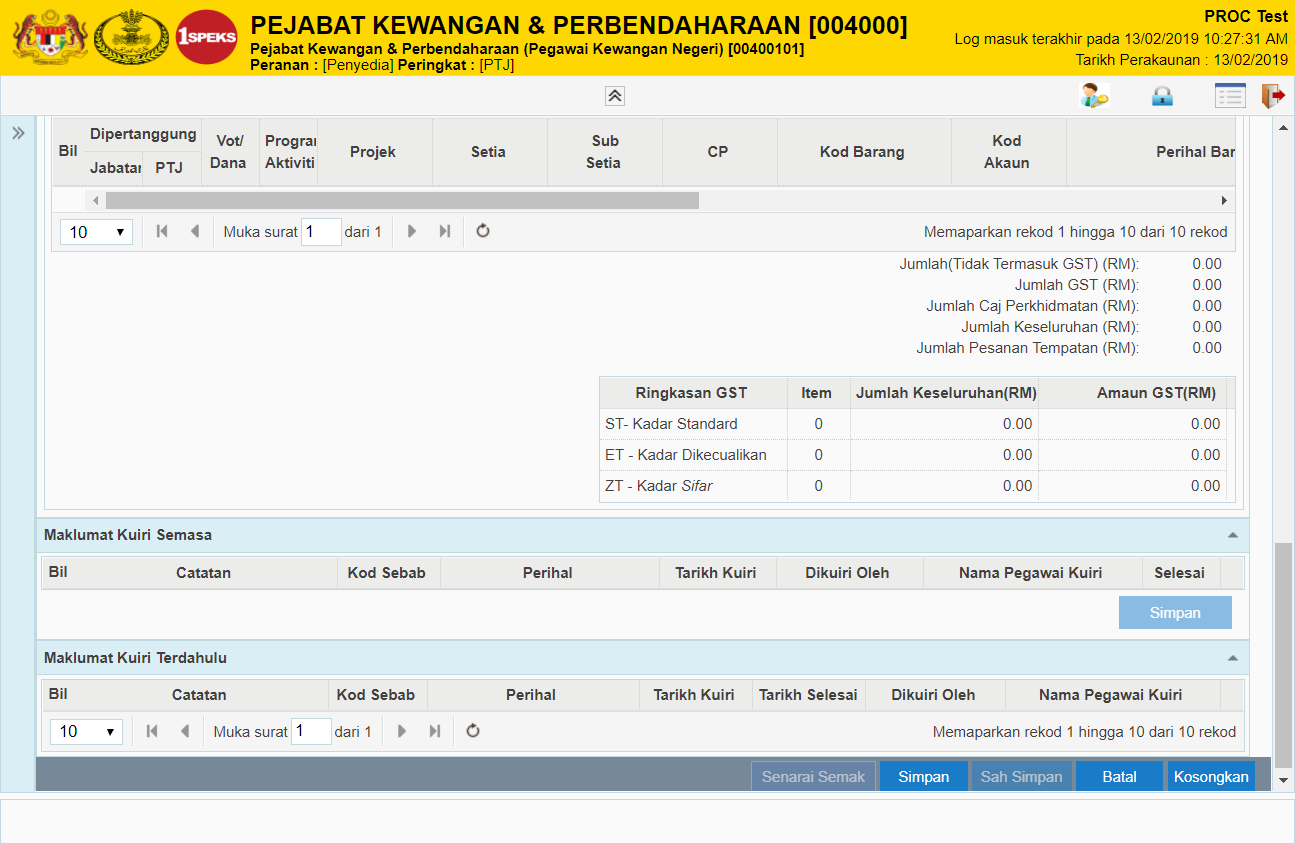 1SPEKS
PEJABAT KEWANGAN & PERBENDAHARAAN [004000]
Pejabat Kewangan & Perbendaharaan (Pegawai Kewangan Negeri) [00400101]
Peranan : [Penyedia] Peringkat : [PTJ]
PROC Test
Log masuk terakhir pada 13/02/2019 10:27:31 AM
Tarikh Perakaunan : 13/02/2019
Bil Dipertanggung Jabatan PTJ Vot/ Dana Program Aktiviti Projek Setia Sub Setia CP Kod Barang Kod Akaun Perihal Bar
10 Muka surat 1 dari 1 Memaparkan rekod 1 hingga 10 dari 10 rekod
Jumlah(Tidak Termasuk GST) (RM): 0.00
Jumlah GST (RM): 0.00
Jumlah Caj Perkhidmatan (RM): 0.00
Jumlah Keseluruhan (RM): 0.00
Jumlah Pesanan Tempatan (RM): 0.00
Ringkasan GST Item Jumlah Keseluruhan(RM) Amaun GST(RM)
ST- Kadar Standard 0 0.00 0.00
ET - Kadar Dikecualikan 0 0.00 0.00
ZT - Kadar Sifar 0 0.00 0.00
Maklumat Kuiri Semasa
Bil Catatan Kod Sebab Perihal Tarikh Kuiri Dikuiri Oleh Nama Pegawai Kuiri Selesai
Simpan
Maklumat Kuiri Terdahulu
Bil Catatan Kod Sebab Perihal Tarikh Kuiri Tarikh Selesai Dikuiri Oleh Nama Pegawai Kuiri
10 Muka surat 1 dari 1 Memaparkan rekod 1 hingga 10 dari 10 rekod
Senarai Semak Simpan Sah Simpan Batal Kosongkan